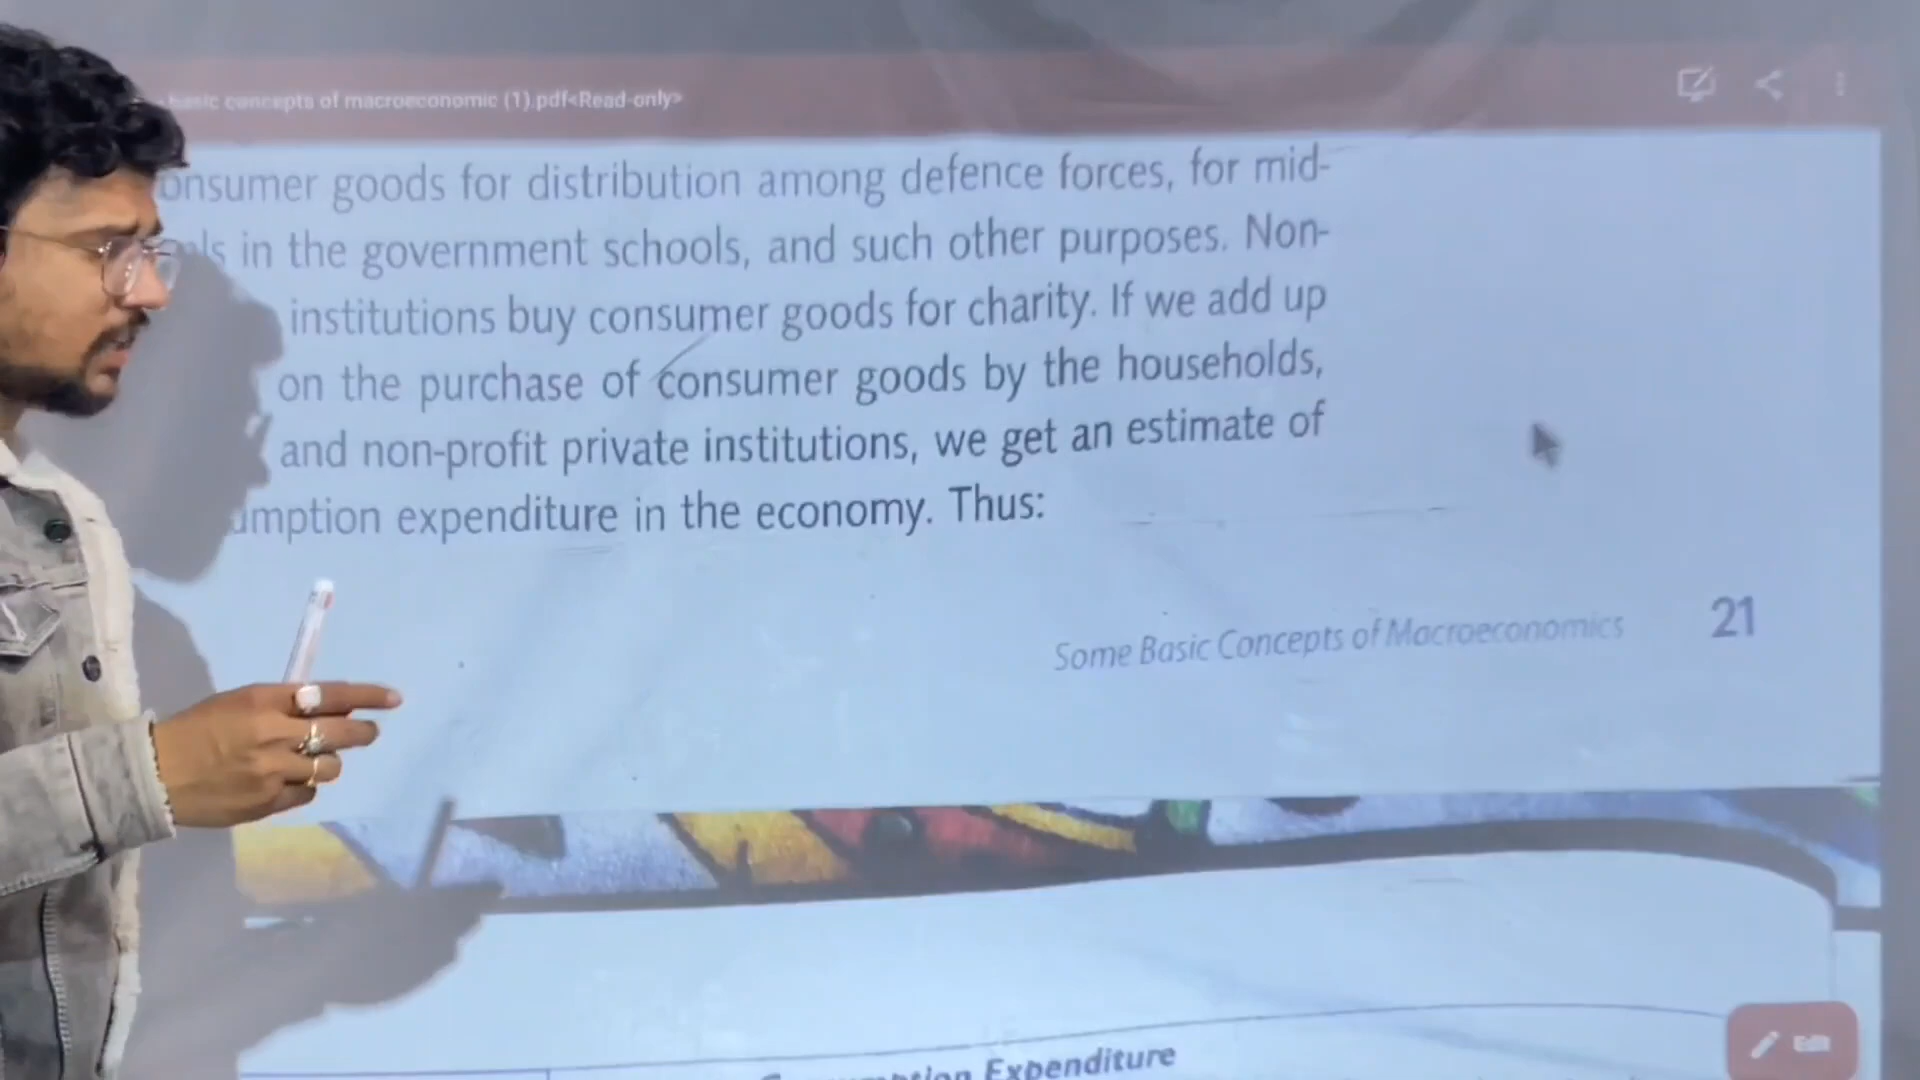 basic concepts of macroeconomic (1).pdf<Read-only>
onsumer goods for distribution among defence forces, for mid-
ls in the government schools, and such other purposes. Non-
institutions buy consumer goods for charity. If we add up
on the purchase of consumer goods by the households,
and non-profit private institutions, we get an estimate of
umption expenditure in the economy. Thus:
Some Basic Concepts of Macroeconomics 21
Expenditure
Edit